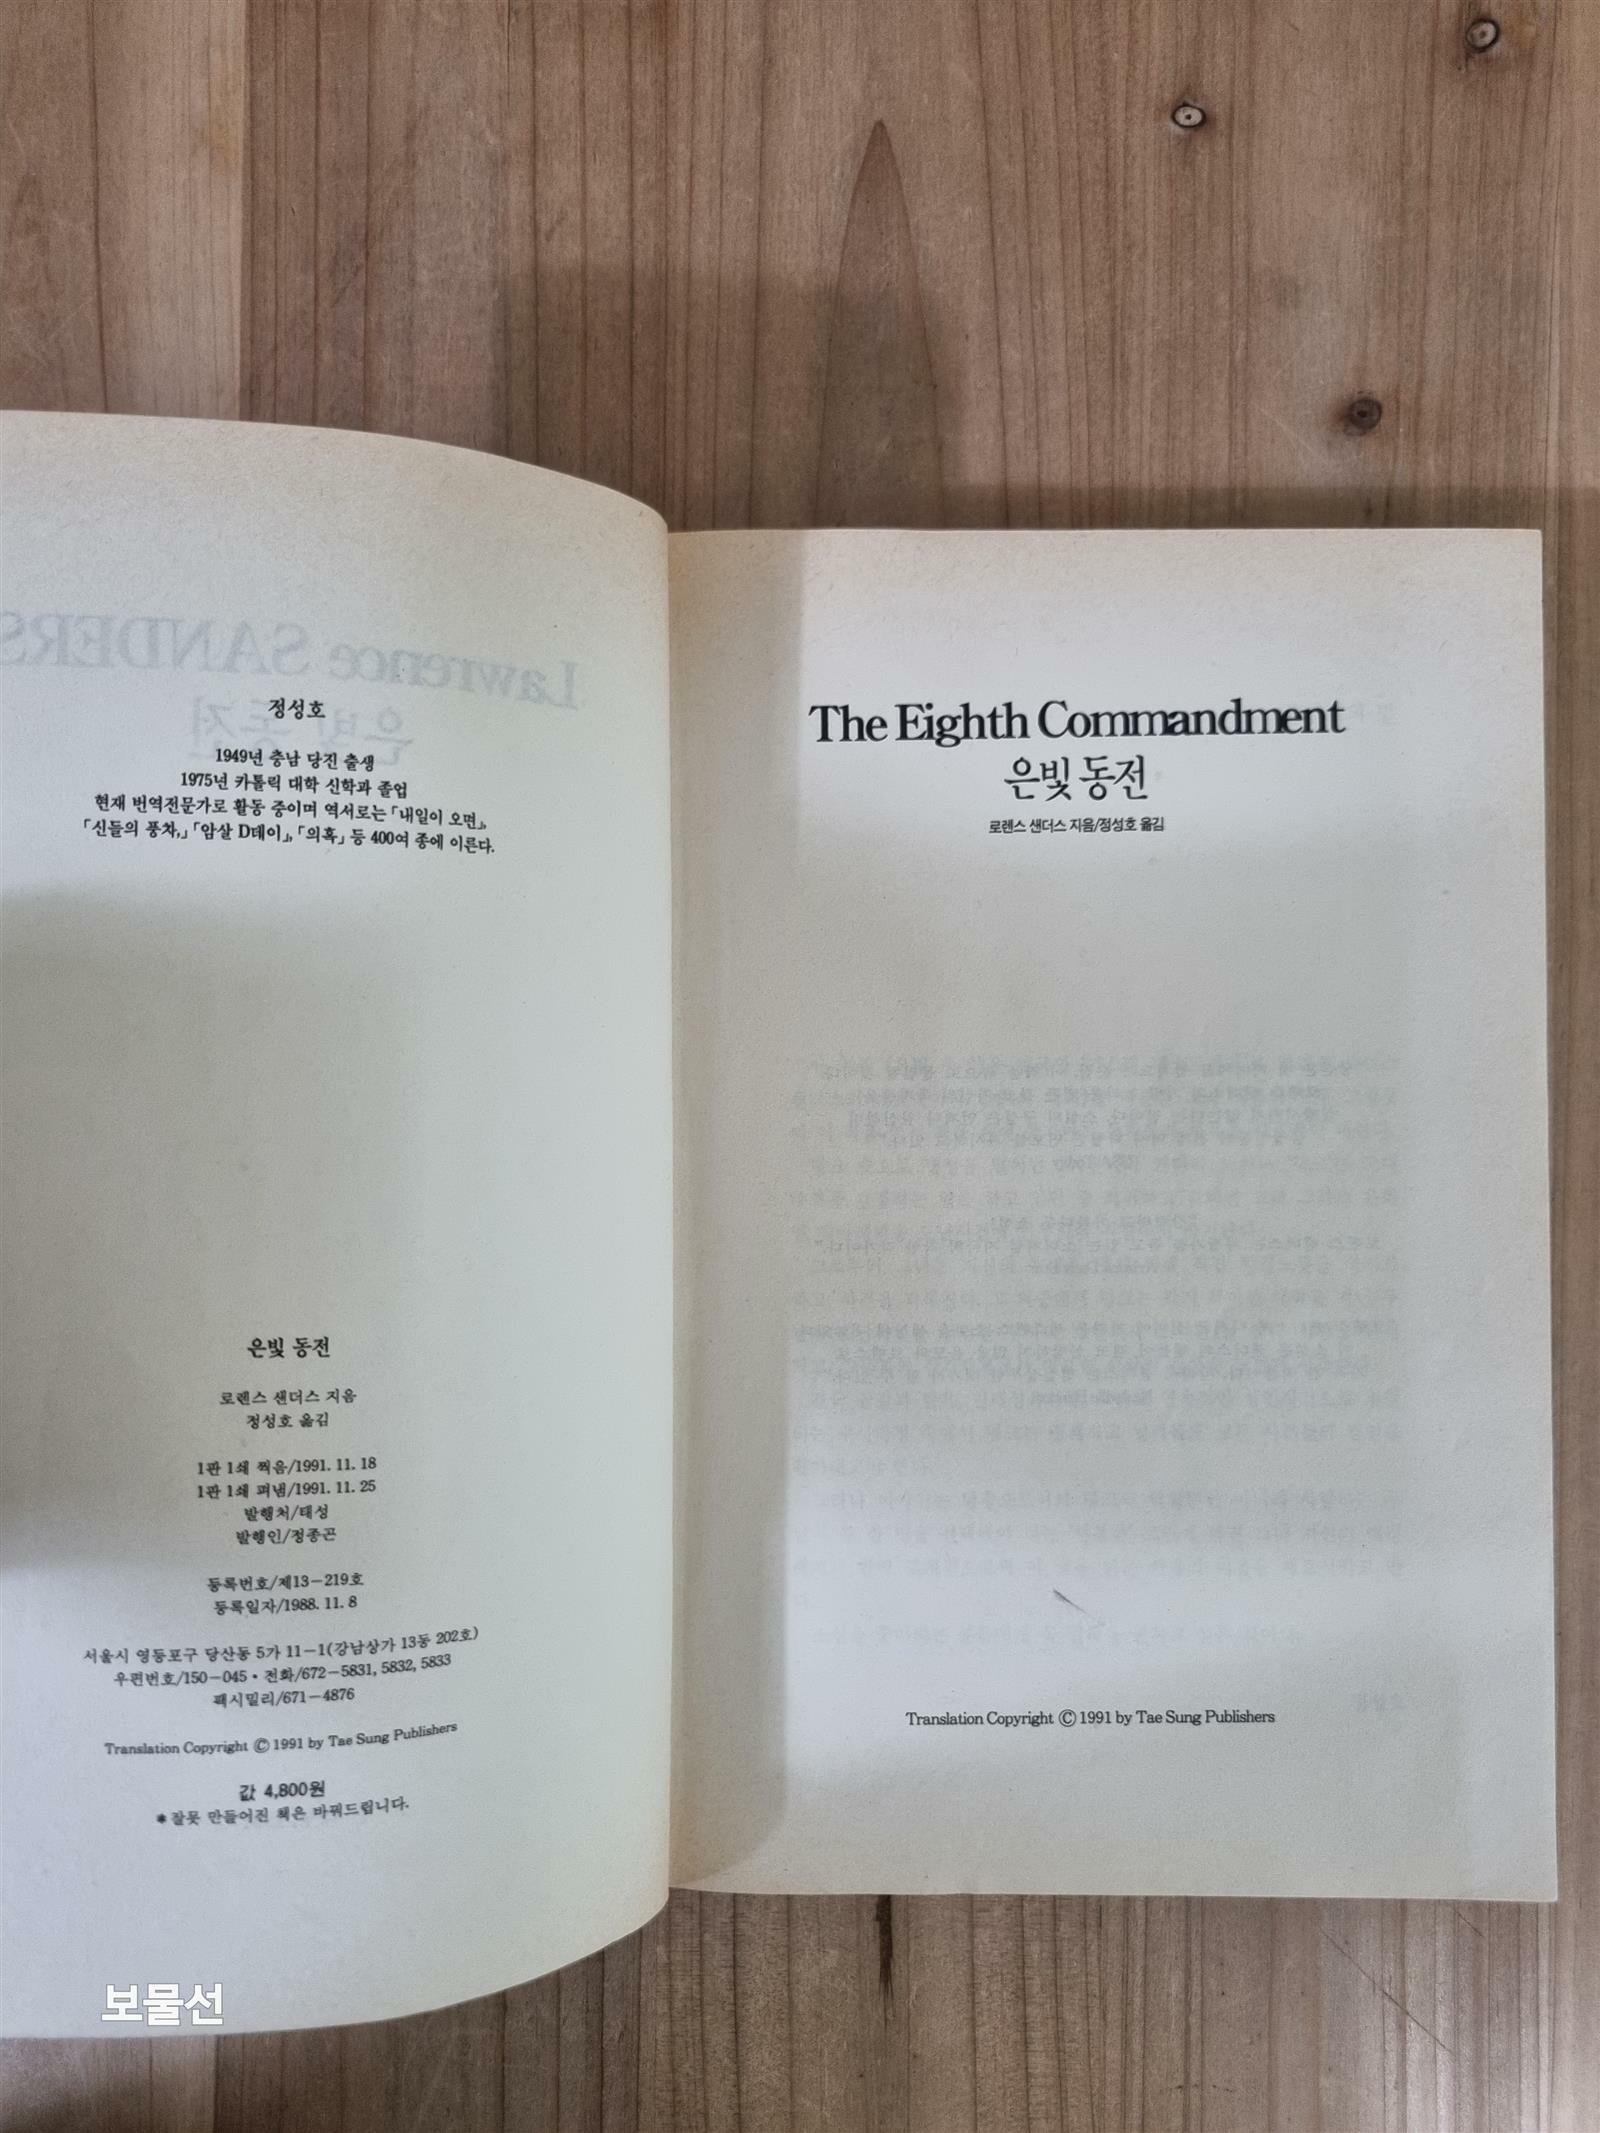 Lawrence SANDERS
은빛 동전
정성호
1949년 충남 당진 출생
1975년 카톨릭 대학 신학과 졸업
현재 번역전문가로 활동 중이며 역서로는 「내일이 오면」,
「신들의 풍차」, 「암살 D데이」, 「의혹」 등 400여 종에 이른다.
은빛 동전
로렌스 샌더스 지음
정성호 옮김
1판 1쇄 찍음/1991. 11. 18
1판 1쇄 펴냄/1991. 11. 25
발행처/태성
발행인/정종곤
등록번호/제13-219호
등록일자/1988. 11. 8
서울시 영등포구 당산동 5가 11-1(강남상가 13동 202호)
우편번호/150-045·전화/672-5831, 5832, 5833
팩시밀리/671-4876
Translation Copyright © 1991 by Tae Sung Publishers
값 4,800원
*잘못 만들어진 책은 바꿔드립니다.
The Eighth Commandment
은빛 동전
로렌스 샌더스 지음/정성호 옮김
Translation Copyright © 1991 by Tae Sung Publishers
보물선